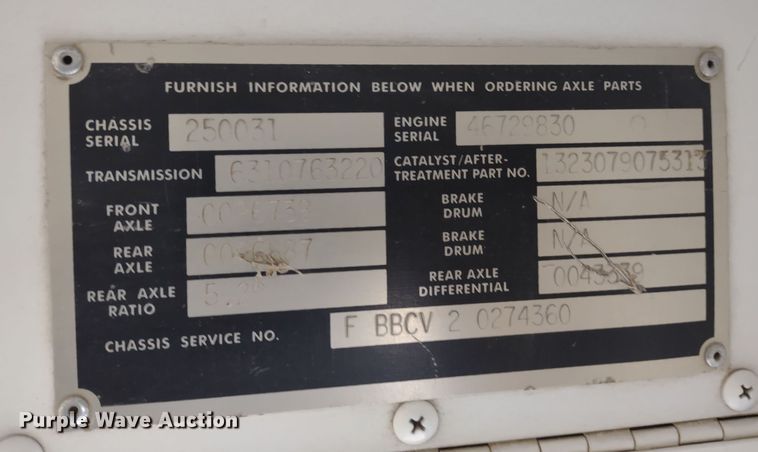 FURNISH INFORMATION BELOW WHEN ORDERING AXLE PARTS
CHASSIS SERIAL 250031
TRANSMISSION 6310763220
FRONT AXLE
REAR AXLE
REAR AXLE RATIO
ENGINE SERIAL 46729830
CATALYST/AFTER-
TREATMENT PART NO. 1323079075313
BRAKE DRUM N/A
BRAKE DRUM N/A
REAR AXLE DIFFERENTIAL
CHASSIS SERVICE NO. F BBCV 2 0274360
Purple Wave Auction